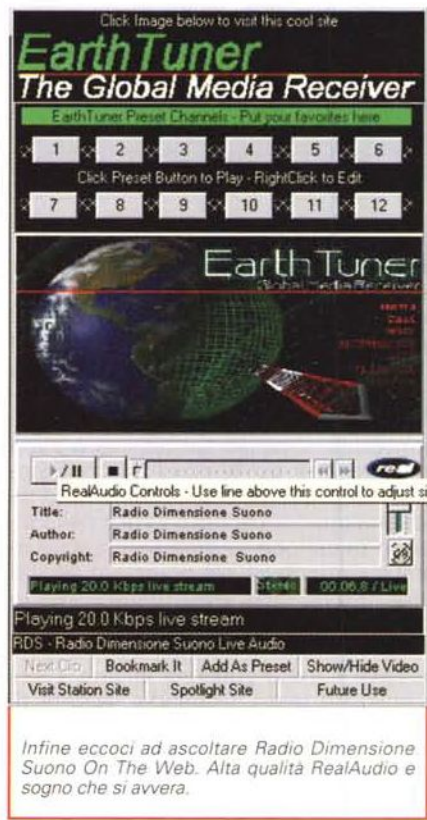 Click Image below to visit this cool site
EarthTuner
The Global Media Receiver
EarthTuner Preset Channels - Put your favorites here
1 2 3 4 5 6
Click Preset Button to Play - RightClick to Edit
7 8 9 10 11 12
EarthTuner
Global Media Receiver
▶/II real
RealAudio Controls - Use line above this control to adjust si
Title: Radio Dimensione Suono
Author: Radio Dimensione Suono
Copyright: Radio Dimensione Suono
Playing 20.0 Kbps live stream Stereo 00:06.8 / Live
Playing 20.0 Kbps live stream
RDS - Radio Dimensione Suono Live Audio
Next Clip Bookmark It Add As Preset Show/Hide Video
Visit Station Site Spotlight Site Future Use
Infine eccoci ad ascoltare Radio Dimensione
Suono On The Web. Alta qualità RealAudio e
sogno che si avvera.